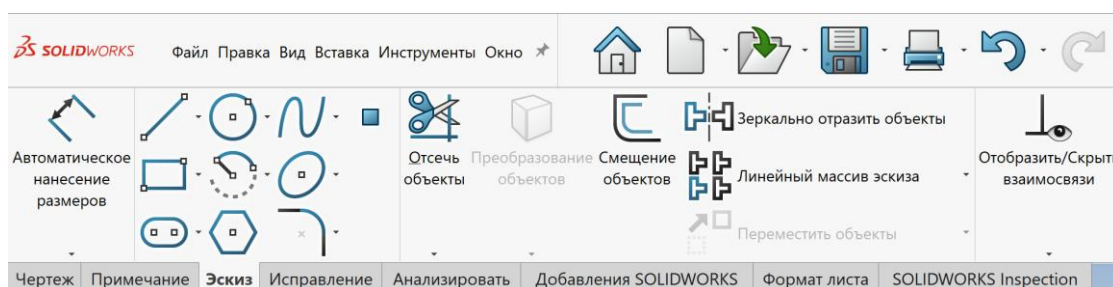 SOLIDWORKS Файл Правка Вид Вставка Инструменты Окно
Автоматическое
нанесение
размеров
Отсечь
объекты
Преобразование
объектов
Смещение
объектов
Зеркально отразить объекты
Линейный массив эскиза
Переместить объекты
Отобразить/Скрыть
взаимосвязи
Чертеж Примечание Эскиз Исправление Анализировать Добавления SOLIDWORKS Формат листа SOLIDWORKS Inspection